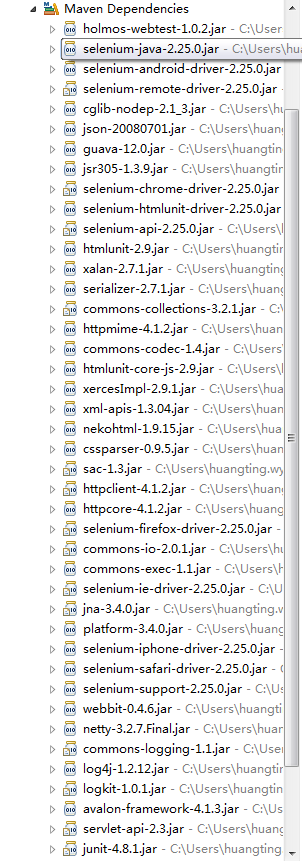 Maven Dependencies
holmos-webtest-1.0.2.jar - C:\User
selenium-java-2.25.0.jar - C:\Users\huang
selenium-android-driver-2.25.0.jar
selenium-remote-driver-2.25.0.jar
cglib-nodep-2.1_3.jar - C:\Users\hu
json-20080701.jar - C:\Users\huang
guava-12.0.jar - C:\Users\huangting
jsr305-1.3.9.jar - C:\Users\huangtin
selenium-chrome-driver-2.25.0.jar
selenium-htmlunit-driver-2.25.0.jar
selenium-api-2.25.0.jar - C:\Users\
htmlunit-2.9.jar - C:\Users\huangti
xalan-2.7.1.jar - C:\Users\huangting
serializer-2.7.1.jar - C:\Users\huan
commons-collections-3.2.1.jar - C:
httpmime-4.1.2.jar - C:\Users\huan
commons-codec-1.4.jar - C:\Users\
htmlunit-core-js-2.9.jar - C:\Users\
xercesImpl-2.9.1.jar - C:\Users\hua
xml-apis-1.3.04.jar - C:\Users\huan
nekohtml-1.9.15.jar - C:\Users\hua
cssparser-0.9.5.jar - C:\Users\huan
sac-1.3.jar - C:\Users\huangting.wy
httpclient-4.1.2.jar - C:\Users\huan
httpcore-4.1.2.jar - C:\Users\huan
selenium-firefox-driver-2.25.0.jar -
commons-io-2.0.1.jar - C:\Users\hu
commons-exec-1.1.jar - C:\Users\h
selenium-ie-driver-2.25.0.jar - C:\U
jna-3.4.0.jar - C:\Users\huangting.w
platform-3.4.0.jar - C:\Users\huang
selenium-iphone-driver-2.25.0.jar -
selenium-safari-driver-2.25.0.jar - C
selenium-support-2.25.0.jar - C:\Us
webbit-0.4.6.jar - C:\Users\huangti
netty-3.2.7.Final.jar - C:\Users\hua
commons-logging-1.1.jar - C:\Users
log4j-1.2.12.jar - C:\Users\huangti
logkit-1.0.1.jar - C:\Users\huangtin
avalon-framework-4.1.3.jar - C:\Us
servlet-api-2.3.jar - C:\Users\huan
junit-4.8.1.jar - C:\Users\huangting